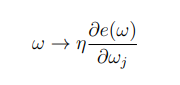 ω → η ∂e(ω)/∂ω_j